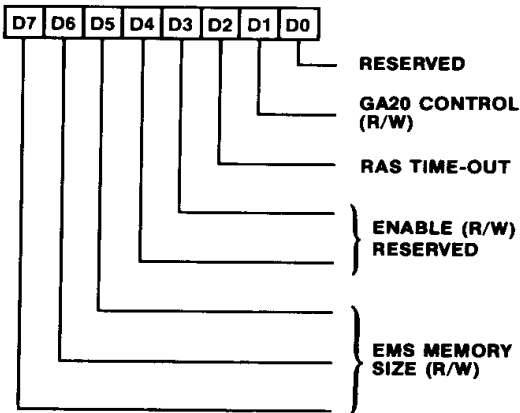 D7 D6 D5 D4 D3 D2 D1 D0
RESERVED
GA20 CONTROL
(R/W)
RAS TIME-OUT
ENABLE (R/W)
RESERVED
EMS MEMORY
SIZE (R/W)